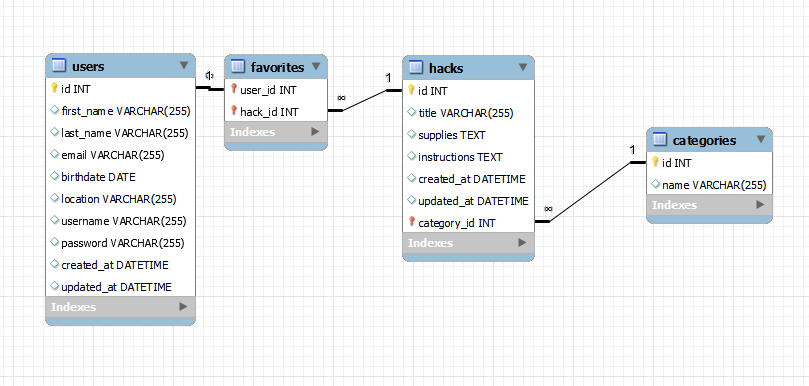 users
id INT
first_name VARCHAR(255)
last_name VARCHAR(255)
email VARCHAR(255)
birthdate DATE
location VARCHAR(255)
username VARCHAR(255)
password VARCHAR(255)
created_at DATETIME
updated_at DATETIME
Indexes
favorites
user_id INT
hack_id INT
Indexes
∞
1
hacks
id INT
title VARCHAR(255)
supplies TEXT
instructions TEXT
created_at DATETIME
updated_at DATETIME
category_id INT
Indexes
∞
1
categories
id INT
name VARCHAR(255)
Indexes